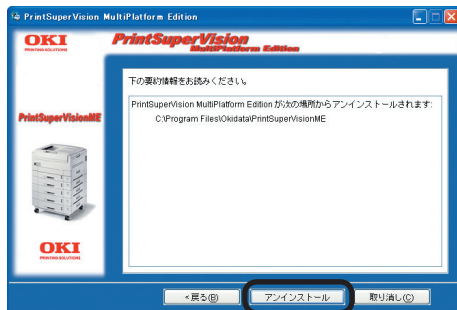 PrintSuperVision MultiPlatform Edition
OKI
PRINTING SOLUTIONS
PrintSuperVision
MultiPlatform Edition
下の要約情報をお読みください。
PrintSuperVision MultiPlatform Edition が次の場所からアンインストールされます:
C:\Program Files\Okidata\PrintSuperVisionME
PrintSuperVisionME
OKI
PRINTING SOLUTIONS
<戻る(B)
アンインストール
取り消し(C)